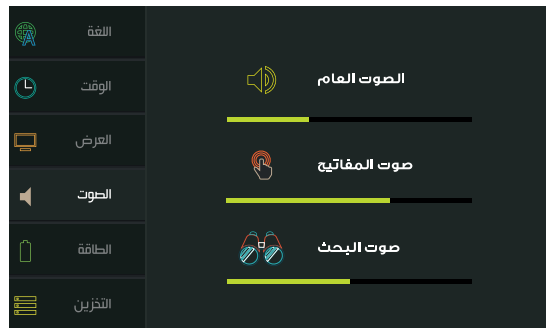 اللغة
الوقت
العرض
الصوت
الطاقة
التخزين
الصوت العام
صوت المفاتيح
صوت البحث